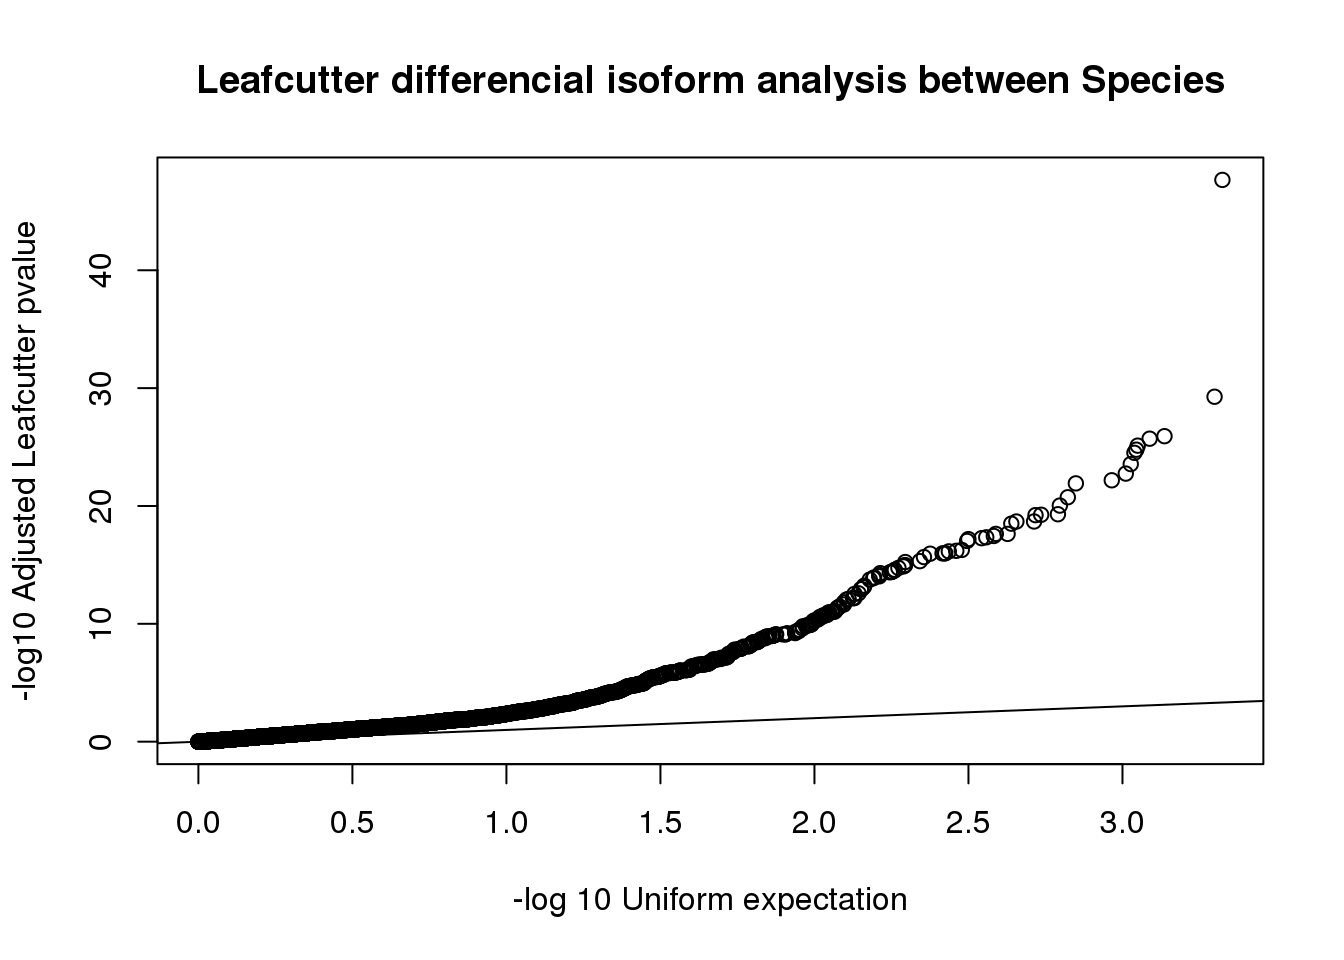 Leafcutter differencial isoform analysis between Species
-log10 Adjusted Leafcutter pvalue
40
30
20
10
0
0.0 0.5 1.0 1.5 2.0 2.5 3.0
-log 10 Uniform expectation